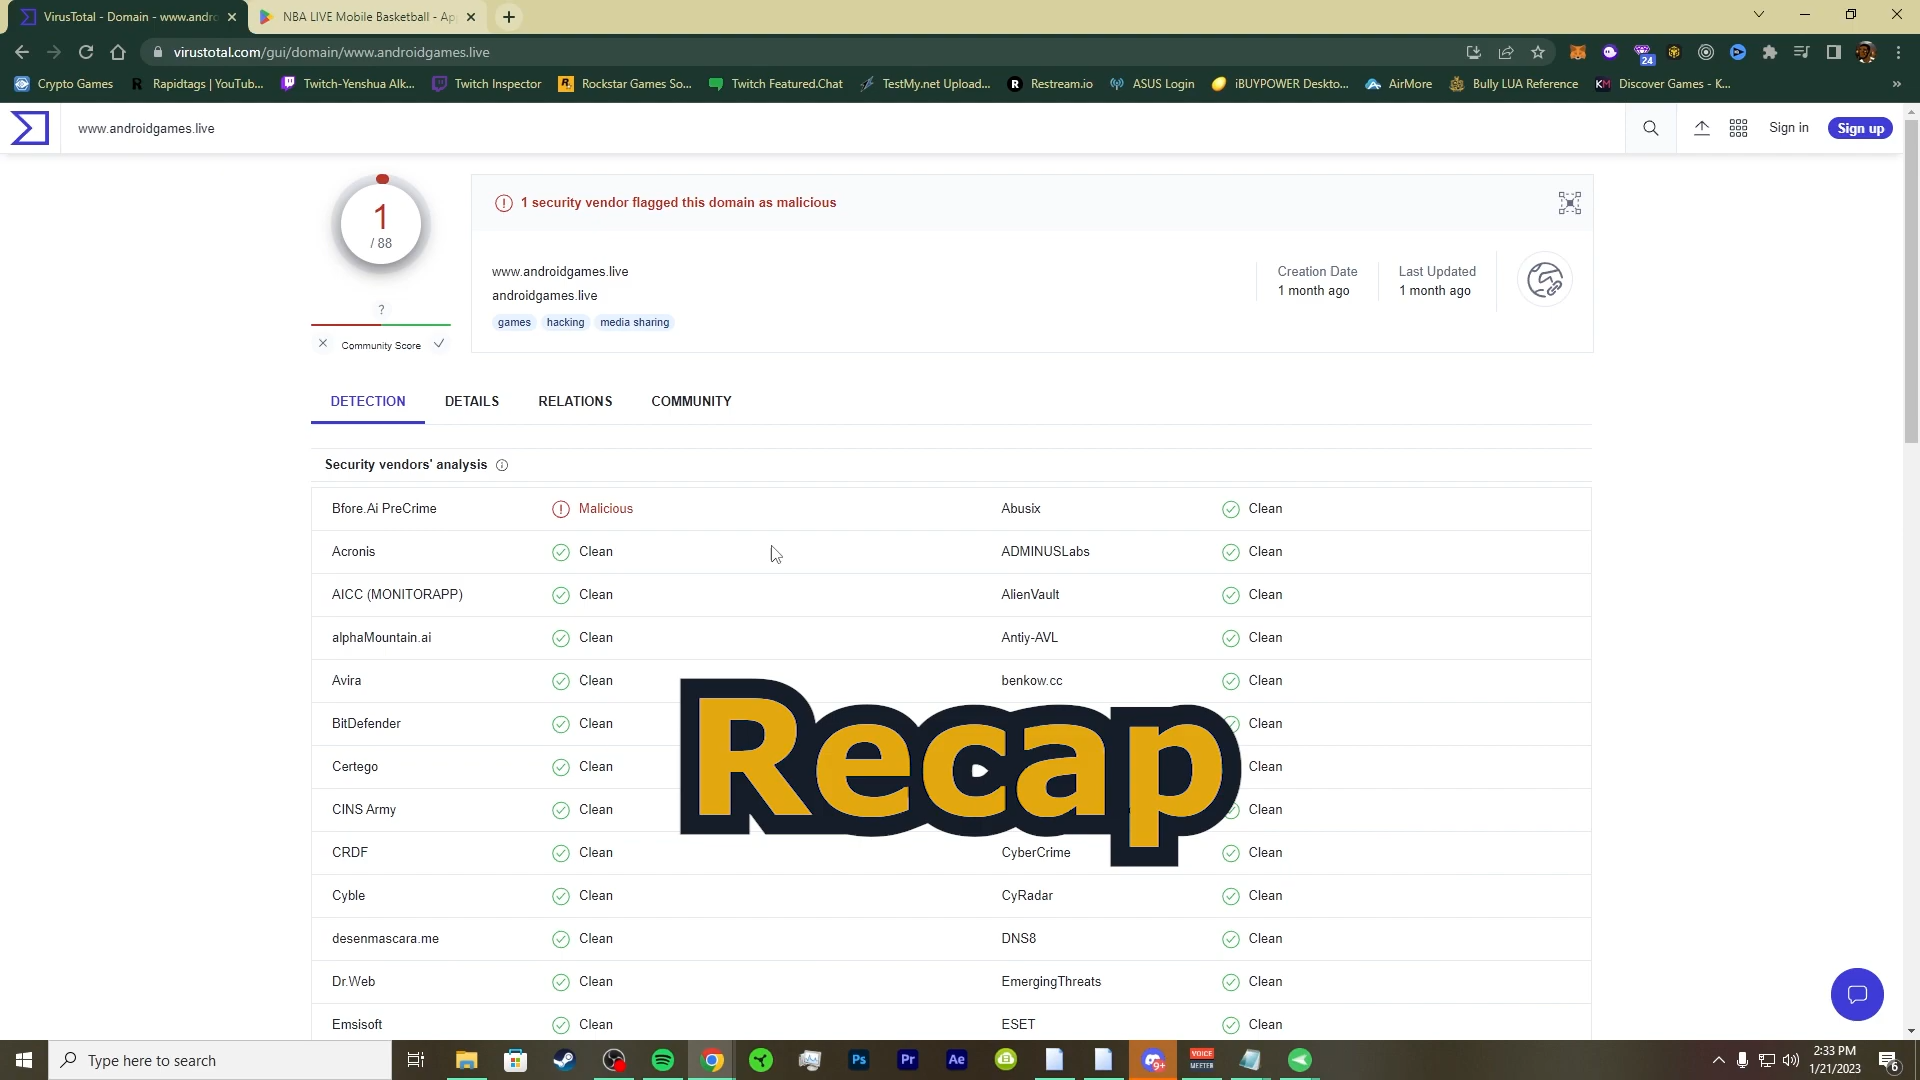 VirusTotal - Domain - www.andro
NBA LIVE Mobile Basketball - Ap
virustotal.com/gui/domain/www.androidgames.live
24
Crypto Games
Rapidtags | YouTub...
Twitch-Yenshua Alk...
Twitch Inspector
Rockstar Games So...
Twitch Featured.Chat
TestMy.net Upload...
Restream.io
ASUS Login
iBUYPOWER Deskto...
AirMore
Bully LUA Reference
Discover Games - K...
www.androidgames.live
Sign in
Sign up
1
/ 88
?
Community Score
1 security vendor flagged this domain as malicious
www.androidgames.live
androidgames.live
games hacking media sharing
Creation Date
1 month ago
Last Updated
1 month ago
DETECTION DETAILS RELATIONS COMMUNITY
Security vendors' analysis
Bfore.Ai PreCrime Malicious Abusix Clean
Acronis Clean ADMINUSLabs Clean
AICC (MONITORAPP) Clean AlienVault Clean
alphaMountain.ai Clean Antiy-AVL Clean
Avira Clean benkow.cc Clean
BitDefender Clean Clean
Certego Clean Clean
CINS Army Clean Clean
Recap
CRDF Clean CyberCrime Clean
Cyble Clean CyRadar Clean
desenmascara.me Clean DNS8 Clean
Dr.Web Clean EmergingThreats Clean
Emsisoft Clean ESET Clean
Type here to search
Ps
Pr
Ae
9+
VOICE
MEETER
2:33 PM
1/21/2023
6